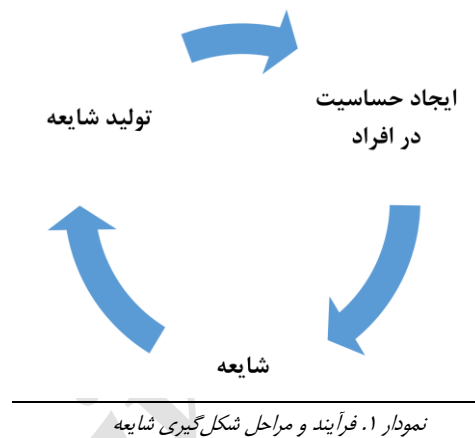 ایجاد حساسیت
در افراد
تولید شایعه
شایعه
نمودار ۱. فرآیند و مراحل شکل‌گیری شایعه